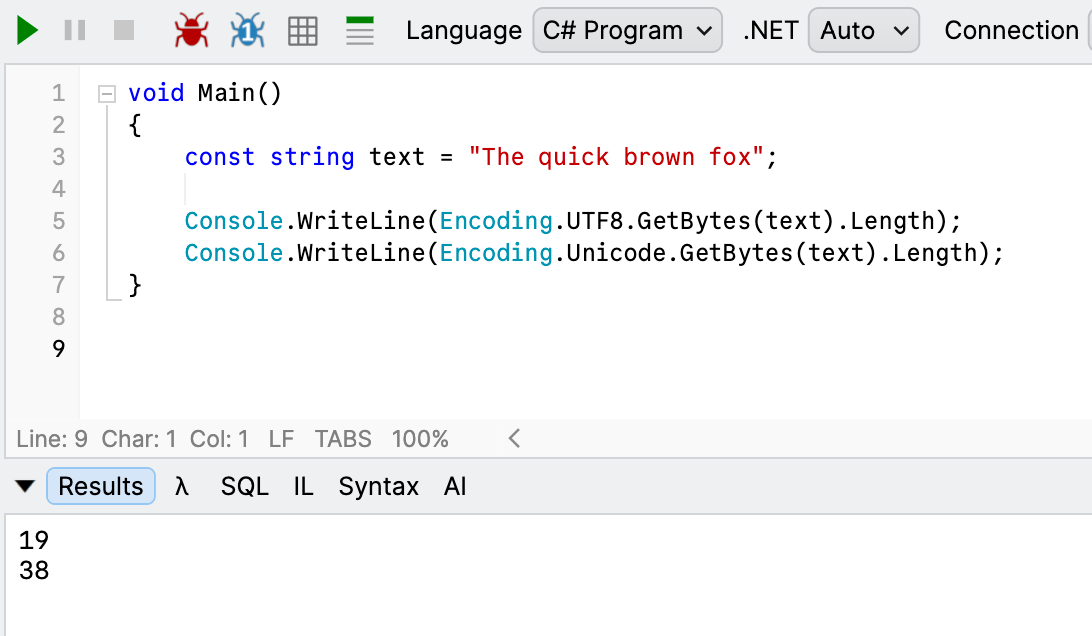 Language C# Program .NET Auto Connection
1 void Main()
2 {
3 const string text = "The quick brown fox";
4
5 Console.WriteLine(Encoding.UTF8.GetBytes(text).Length);
6 Console.WriteLine(Encoding.Unicode.GetBytes(text).Length);
7 }
8
9
Line: 9 Char: 1 Col: 1 LF TABS 100%
Results λ SQL IL Syntax AI
19
38